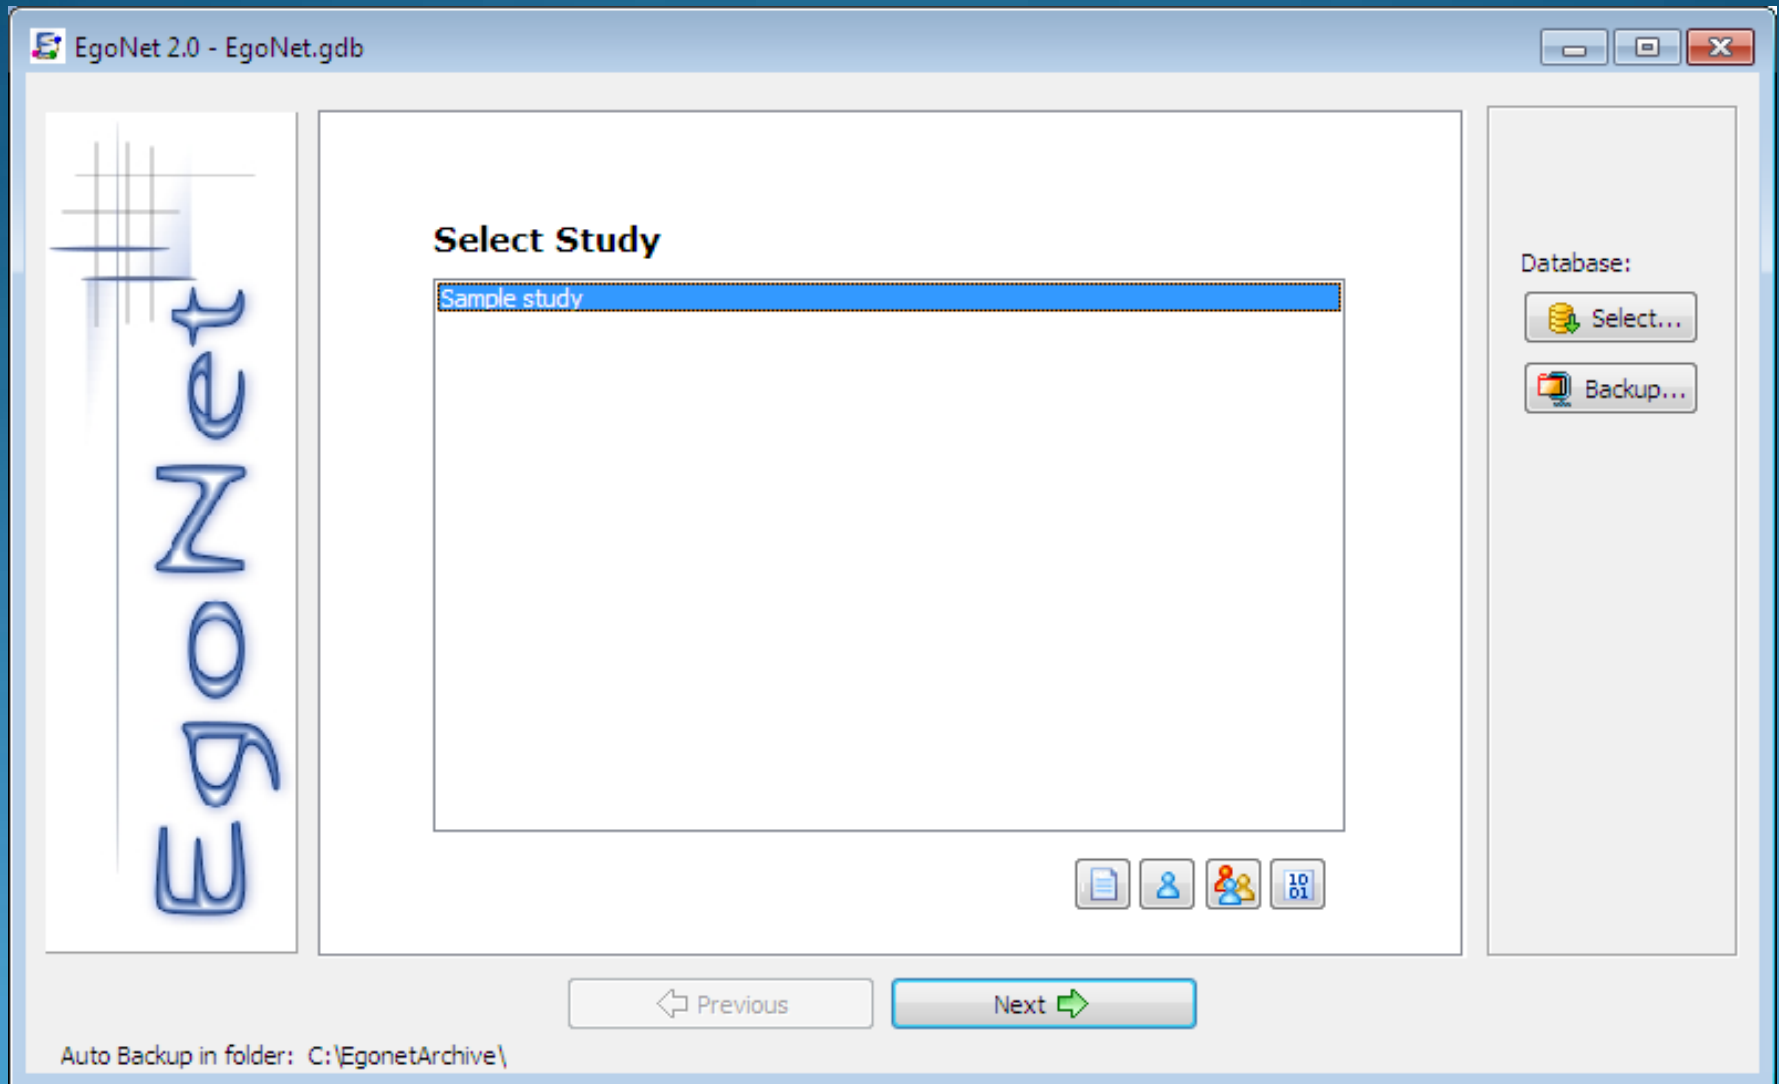 EgoNet 2.0 - EgoNet.gdb
EgoNet
Select Study
Sample study
Database:
Select...
Backup...
10
01
Previous
Next
Auto Backup in folder: C:\EgonetArchive\